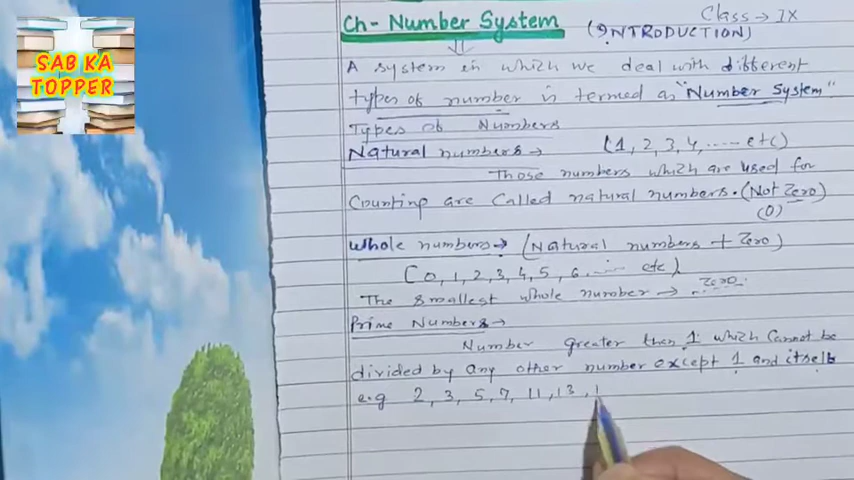 SAB KA
TOPPER
Class → IX
Ch- Number System (INTRODUCTION)
A system in which we deal with different
types of number is termed as "Number System"
Types of Numbers
Natural numbers → (1, 2, 3, 4, ..... etc)
Those numbers which are used for
Counting are Called natural numbers. (Not Zero)
(0)
Whole numbers → (Natural numbers + Zero)
(0, 1, 2, 3, 4, 5, 6 ..... etc)
The Smallest whole number → Zero
Prime Numbers →
Number greater then 1 which Cannot be
divided by any other number except 1 and itself
e.g 2, 3, 5, 7, 11, 13, 1